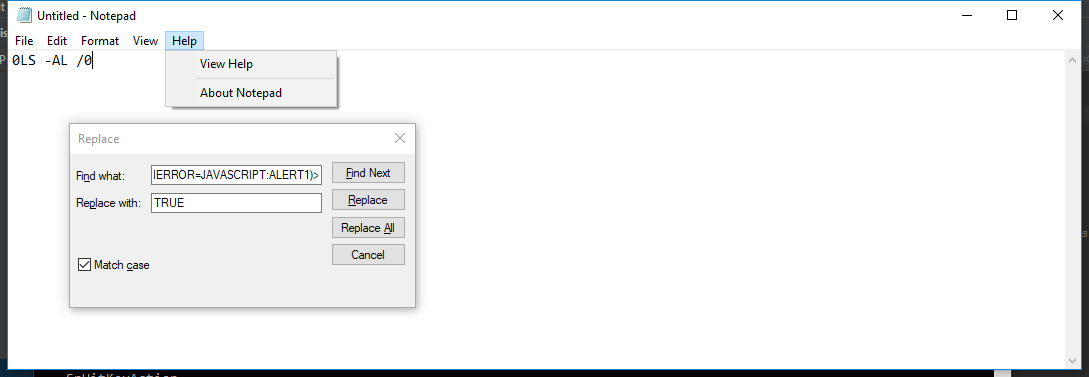 Untitled - Notepad
File Edit Format View Help
0LS -AL /0
View Help
About Notepad
Replace
Find what: IERROR=JAVASCRIPT:ALERT1)> Find Next
Replace with: TRUE Replace
Replace All
Cancel
Match case